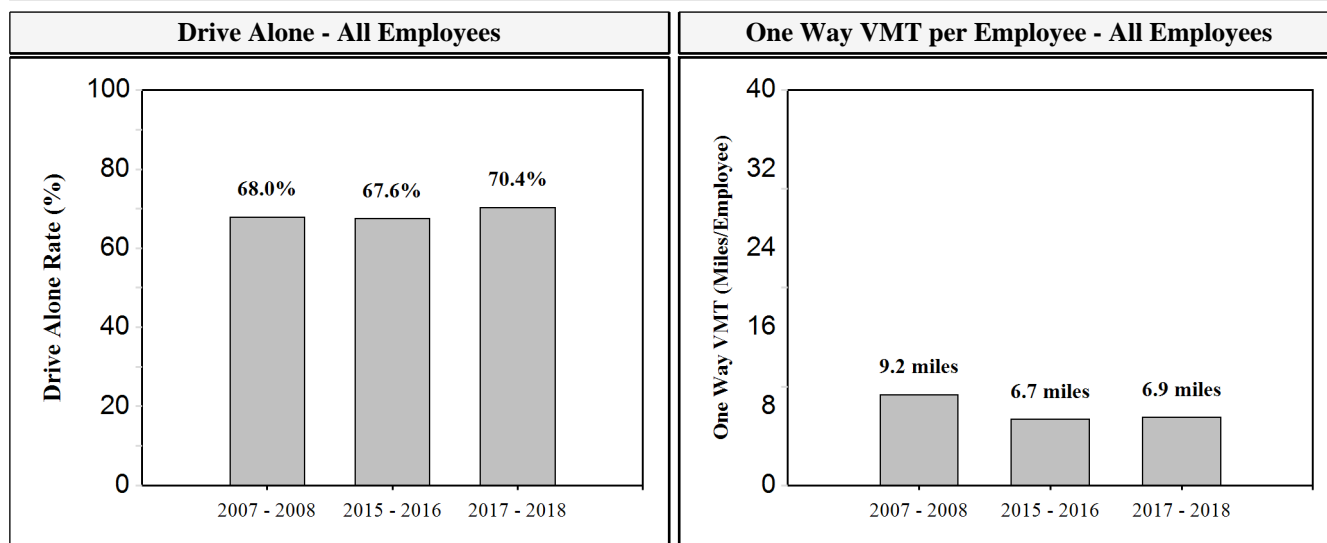 Drive Alone - All Employees
One Way VMT per Employee - All Employees
Drive Alone Rate (%)
100
80
60
40
20
0
68.0%
67.6%
70.4%
2007 - 2008
2015 - 2016
2017 - 2018
One Way VMT (Miles/Employee)
40
32
24
16
8
0
9.2 miles
6.7 miles
6.9 miles
2007 - 2008
2015 - 2016
2017 - 2018